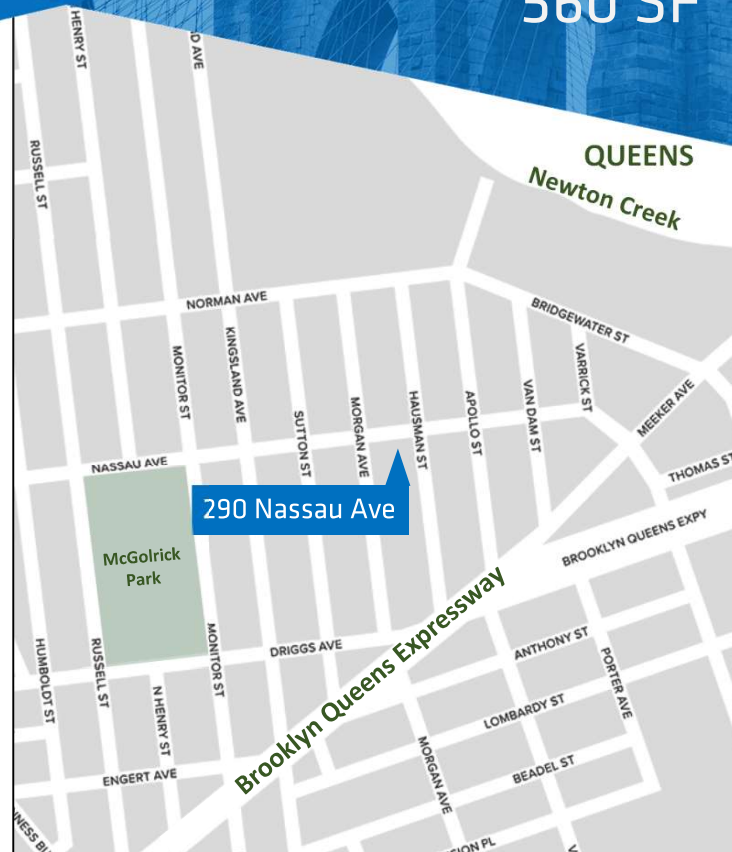 560 SF
HENRY ST
D AVE
RUSSELL ST
QUEENS
Newton Creek
NORMAN AVE
BRIDGEWATER ST
MONITOR ST
KINGSLAND AVE
VARRICK ST
SUTTON ST
MORGAN AVE
HAUSMAN ST
APOLLO ST
VAN DAM ST
MEEKER AVE
NASSAU AVE
THOMAS ST
290 Nassau Ave
BROOKLYN QUEENS EXPY
McGolrick
Park
Brooklyn Queens Expressway
HUMBOLDT ST
RUSSELL ST
MONITOR ST
DRIGGS AVE
ANTHONY ST
PORTER AVE
N HENRY ST
LOMBARDY ST
MORGAN AVE
BEADEL ST
ENGERT AVE